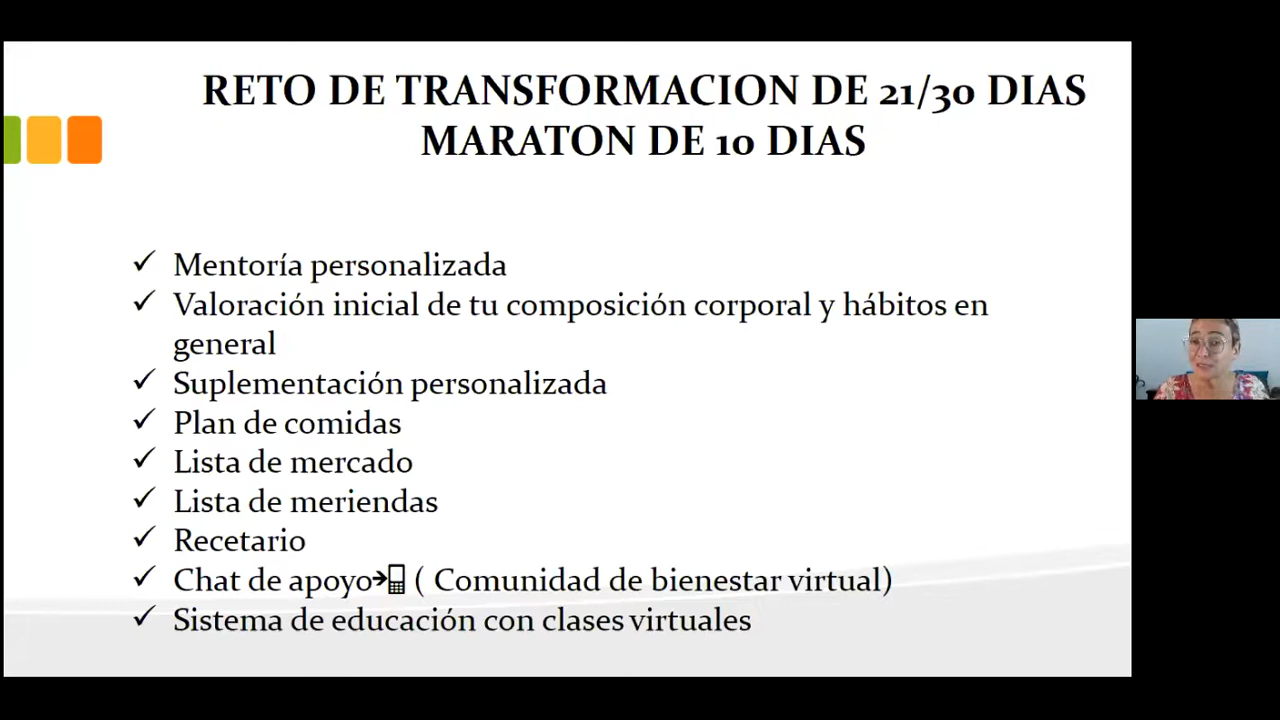 RETO DE TRANSFORMACION DE 21/30 DIAS
MARATON DE 10 DIAS
✓ Mentoría personalizada
✓ Valoración inicial de tu composición corporal y hábitos en
general
✓ Suplementación personalizada
✓ Plan de comidas
✓ Lista de mercado
✓ Lista de meriendas
✓ Recetario
✓ Chat de apoyo➔📱 ( Comunidad de bienestar virtual)
✓ Sistema de educación con clases virtuales